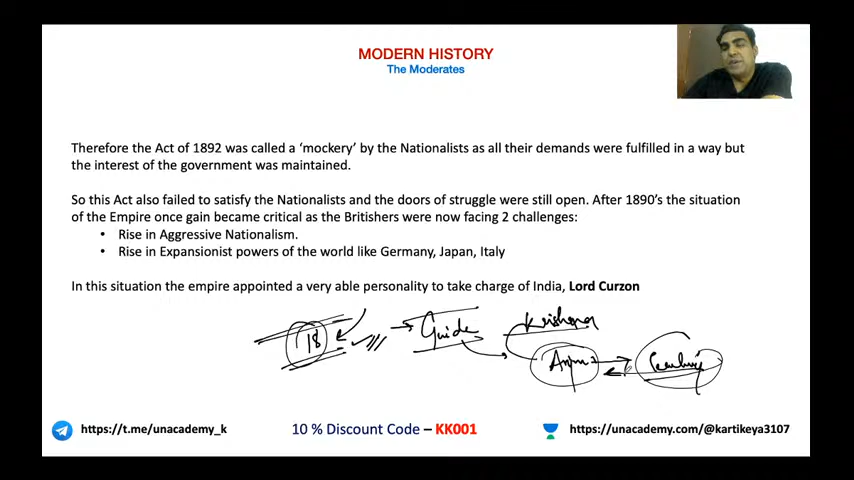 MODERN HISTORY
The Moderates
Therefore the Act of 1892 was called a ‘mockery’ by the Nationalists as all their demands were fulfilled in a way but
the interest of the government was maintained.
So this Act also failed to satisfy the Nationalists and the doors of struggle were still open. After 1890’s the situation
of the Empire once gain became critical as the Britishers were now facing 2 challenges:
• Rise in Aggressive Nationalism.
• Rise in Expansionist powers of the world like Germany, Japan, Italy
In this situation the empire appointed a very able personality to take charge of India, Lord Curzon
18 Guide Krishna
https://t.me/unacademy_k 10 % Discount Code – KK001 https://unacademy.com/@kartikeya3107